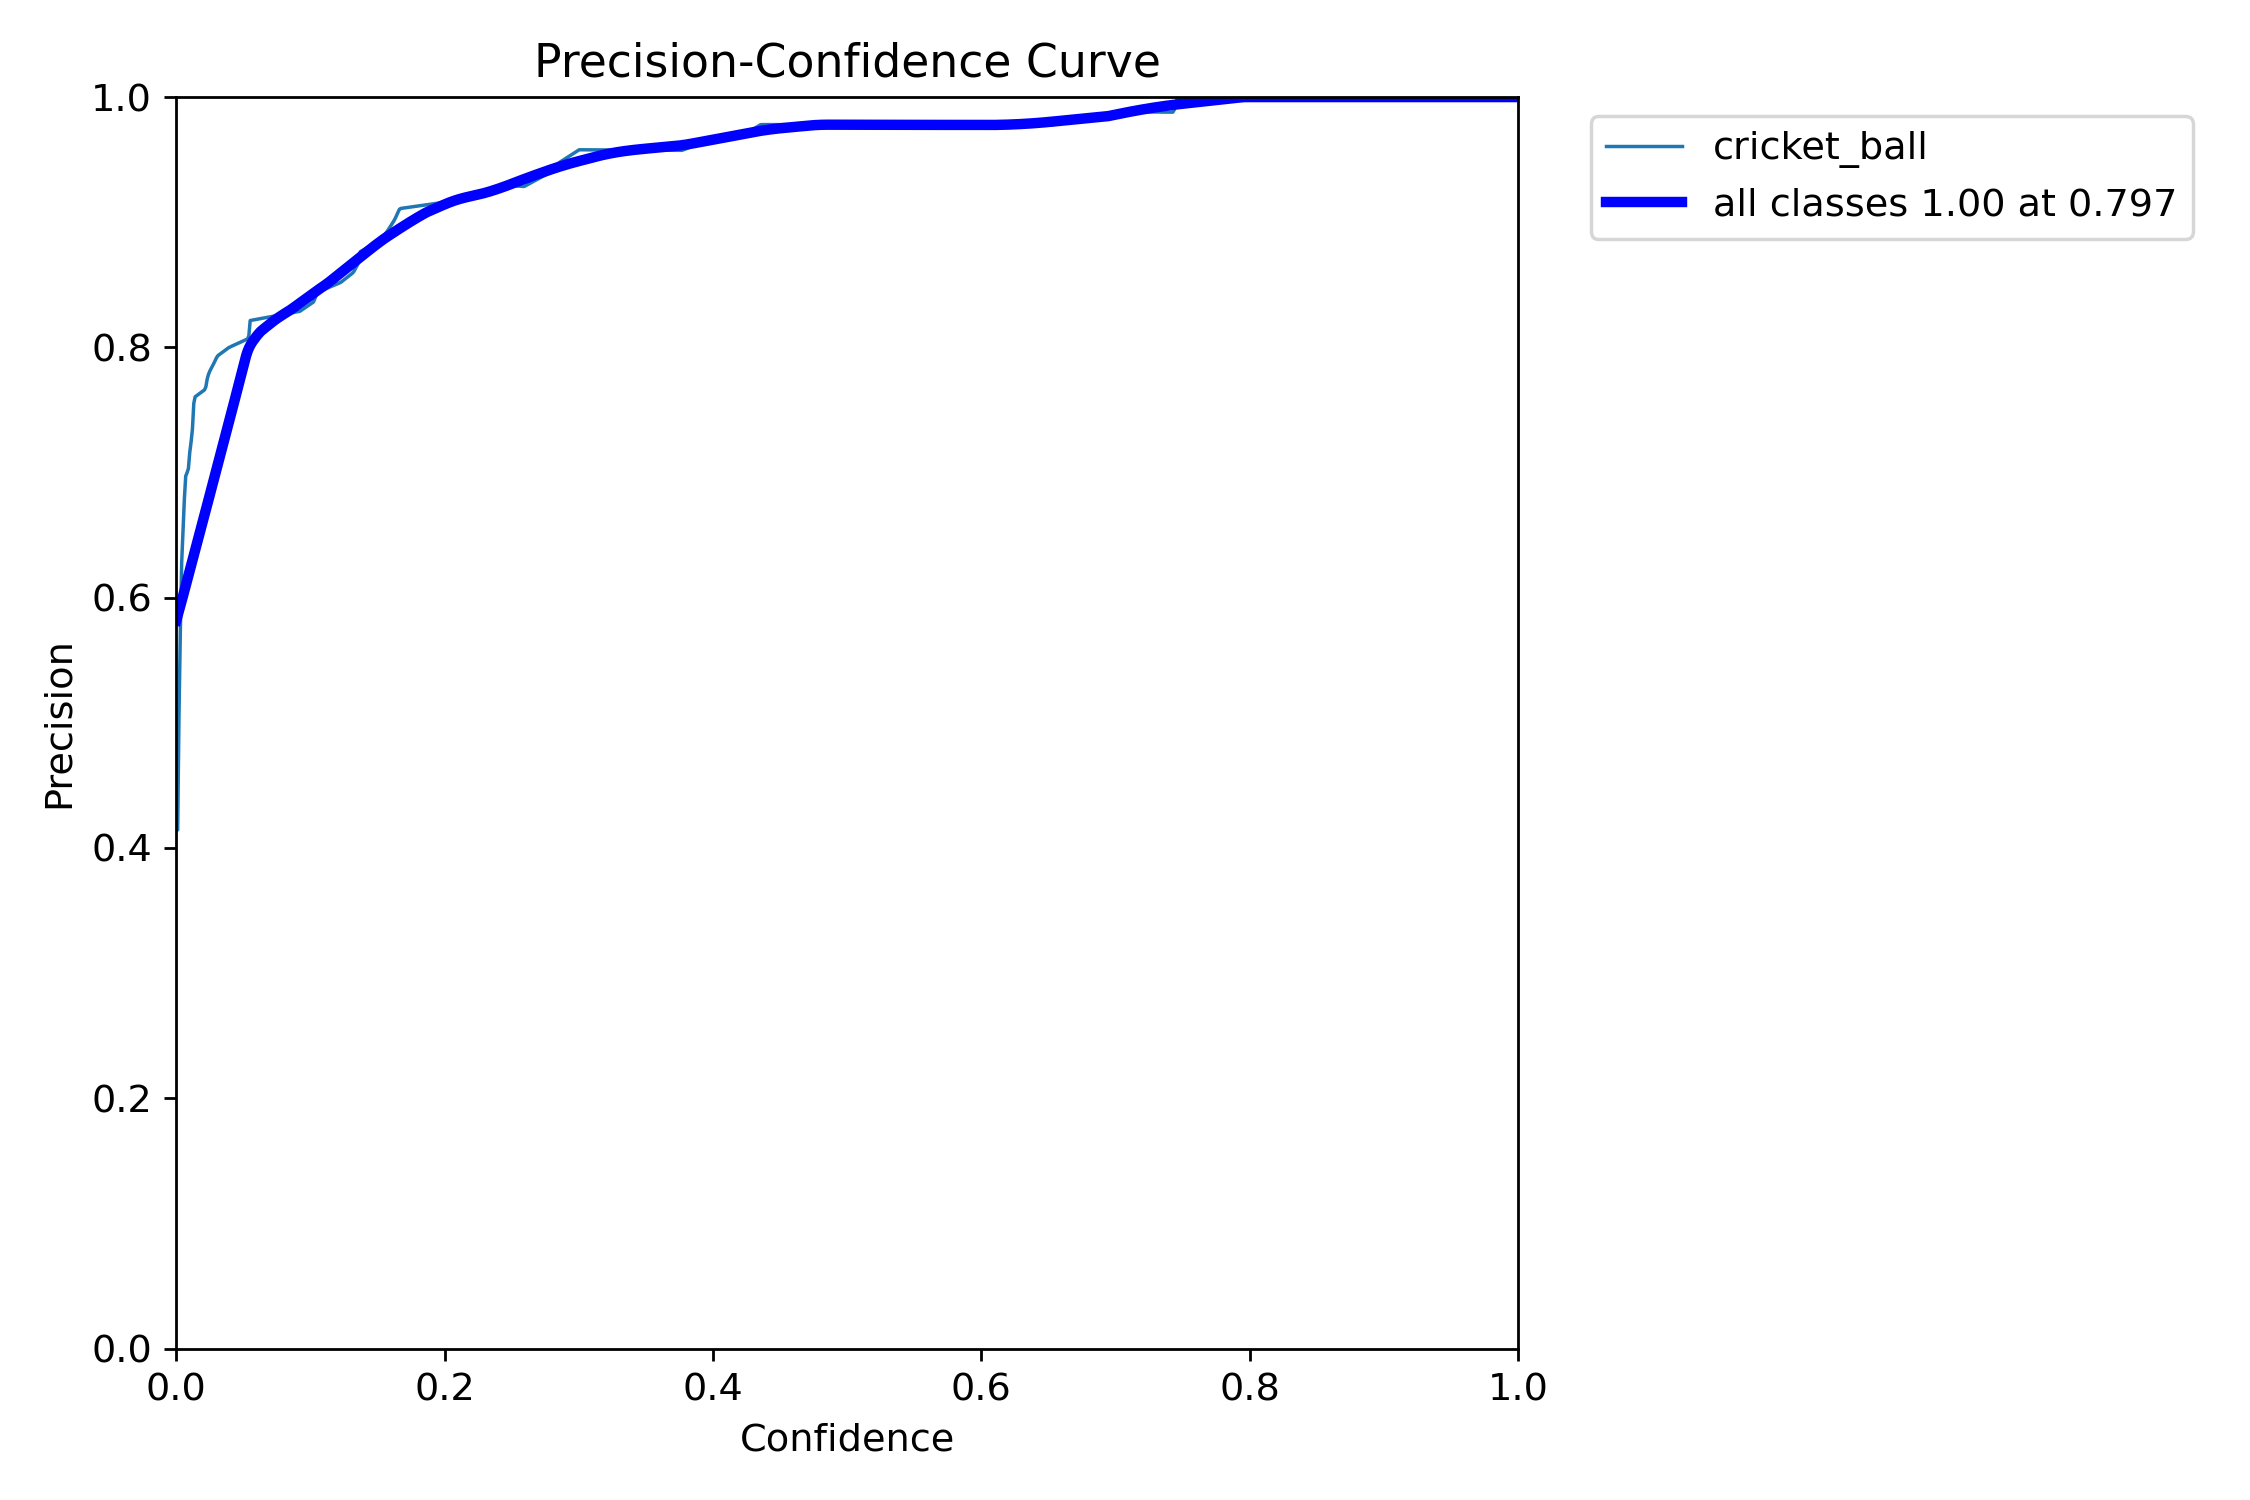 Precision-Confidence Curve
1.0
0.8
0.6
0.4
0.2
0.0
Precision
0.0 0.2 0.4 0.6 0.8 1.0
Confidence
cricket_ball
all classes 1.00 at 0.797